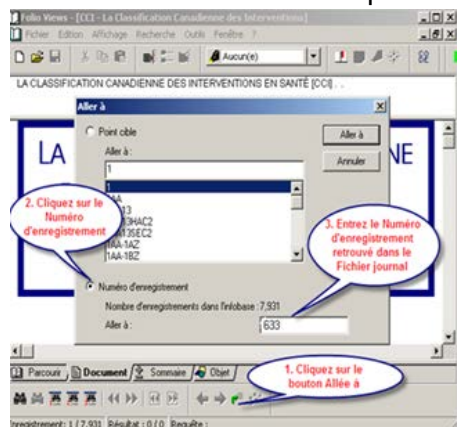 Folio Views - [CCI - La Classification Canadienne des Interventions]
Fichier Edition Affichage Recherche Outils Fenêtre ?
Aucun(e)
LA CLASSIFICATION CANADIENNE DES INTERVENTIONS EN SANTÉ [CCI] . .
Aller à
Point cible
Aller à :
1
Aller à
Annuler
LA
NE
1
1AA
13
13HAC2
1AA13SEC2
1AA-1AZ
1AA-1BZ
2. Cliquez sur le
Numéro
d'enregistrement
3. Entrez le Numéro
d'enregistrement
retrouvé dans le
Fichier journal
Numéro d'enregistrement
Nombre d'enregistrements dans l'infobase : 7,931
Aller à :
633
Parcourir
Document
Sommaire
Objet
1. Cliquez sur le
bouton Allée à
nregistrement: 1 / 7,931 Résultat : 0 / 0 Requête :